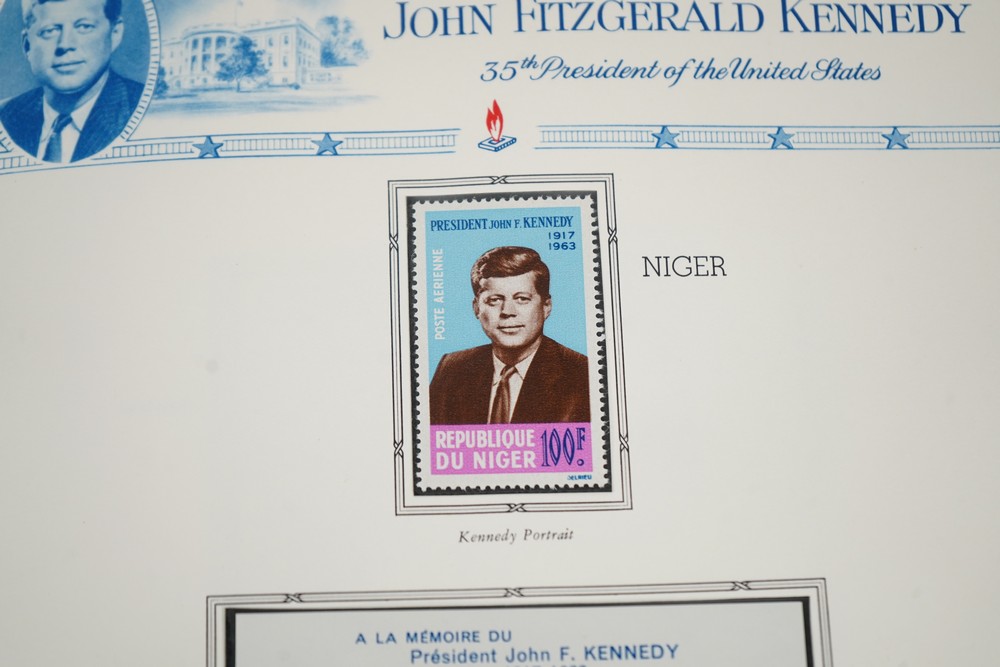 JOHN FITZGERALD KENNEDY
35th President of the United States
PRESIDENT JOHN F. KENNEDY
1917
1963
POSTE AERIENNE
REPUBLIQUE
DU NIGER
100F.
DELRIEU
NIGER
Kennedy Portrait
A LA MÉMOIRE DU
Président John F. KENNEDY